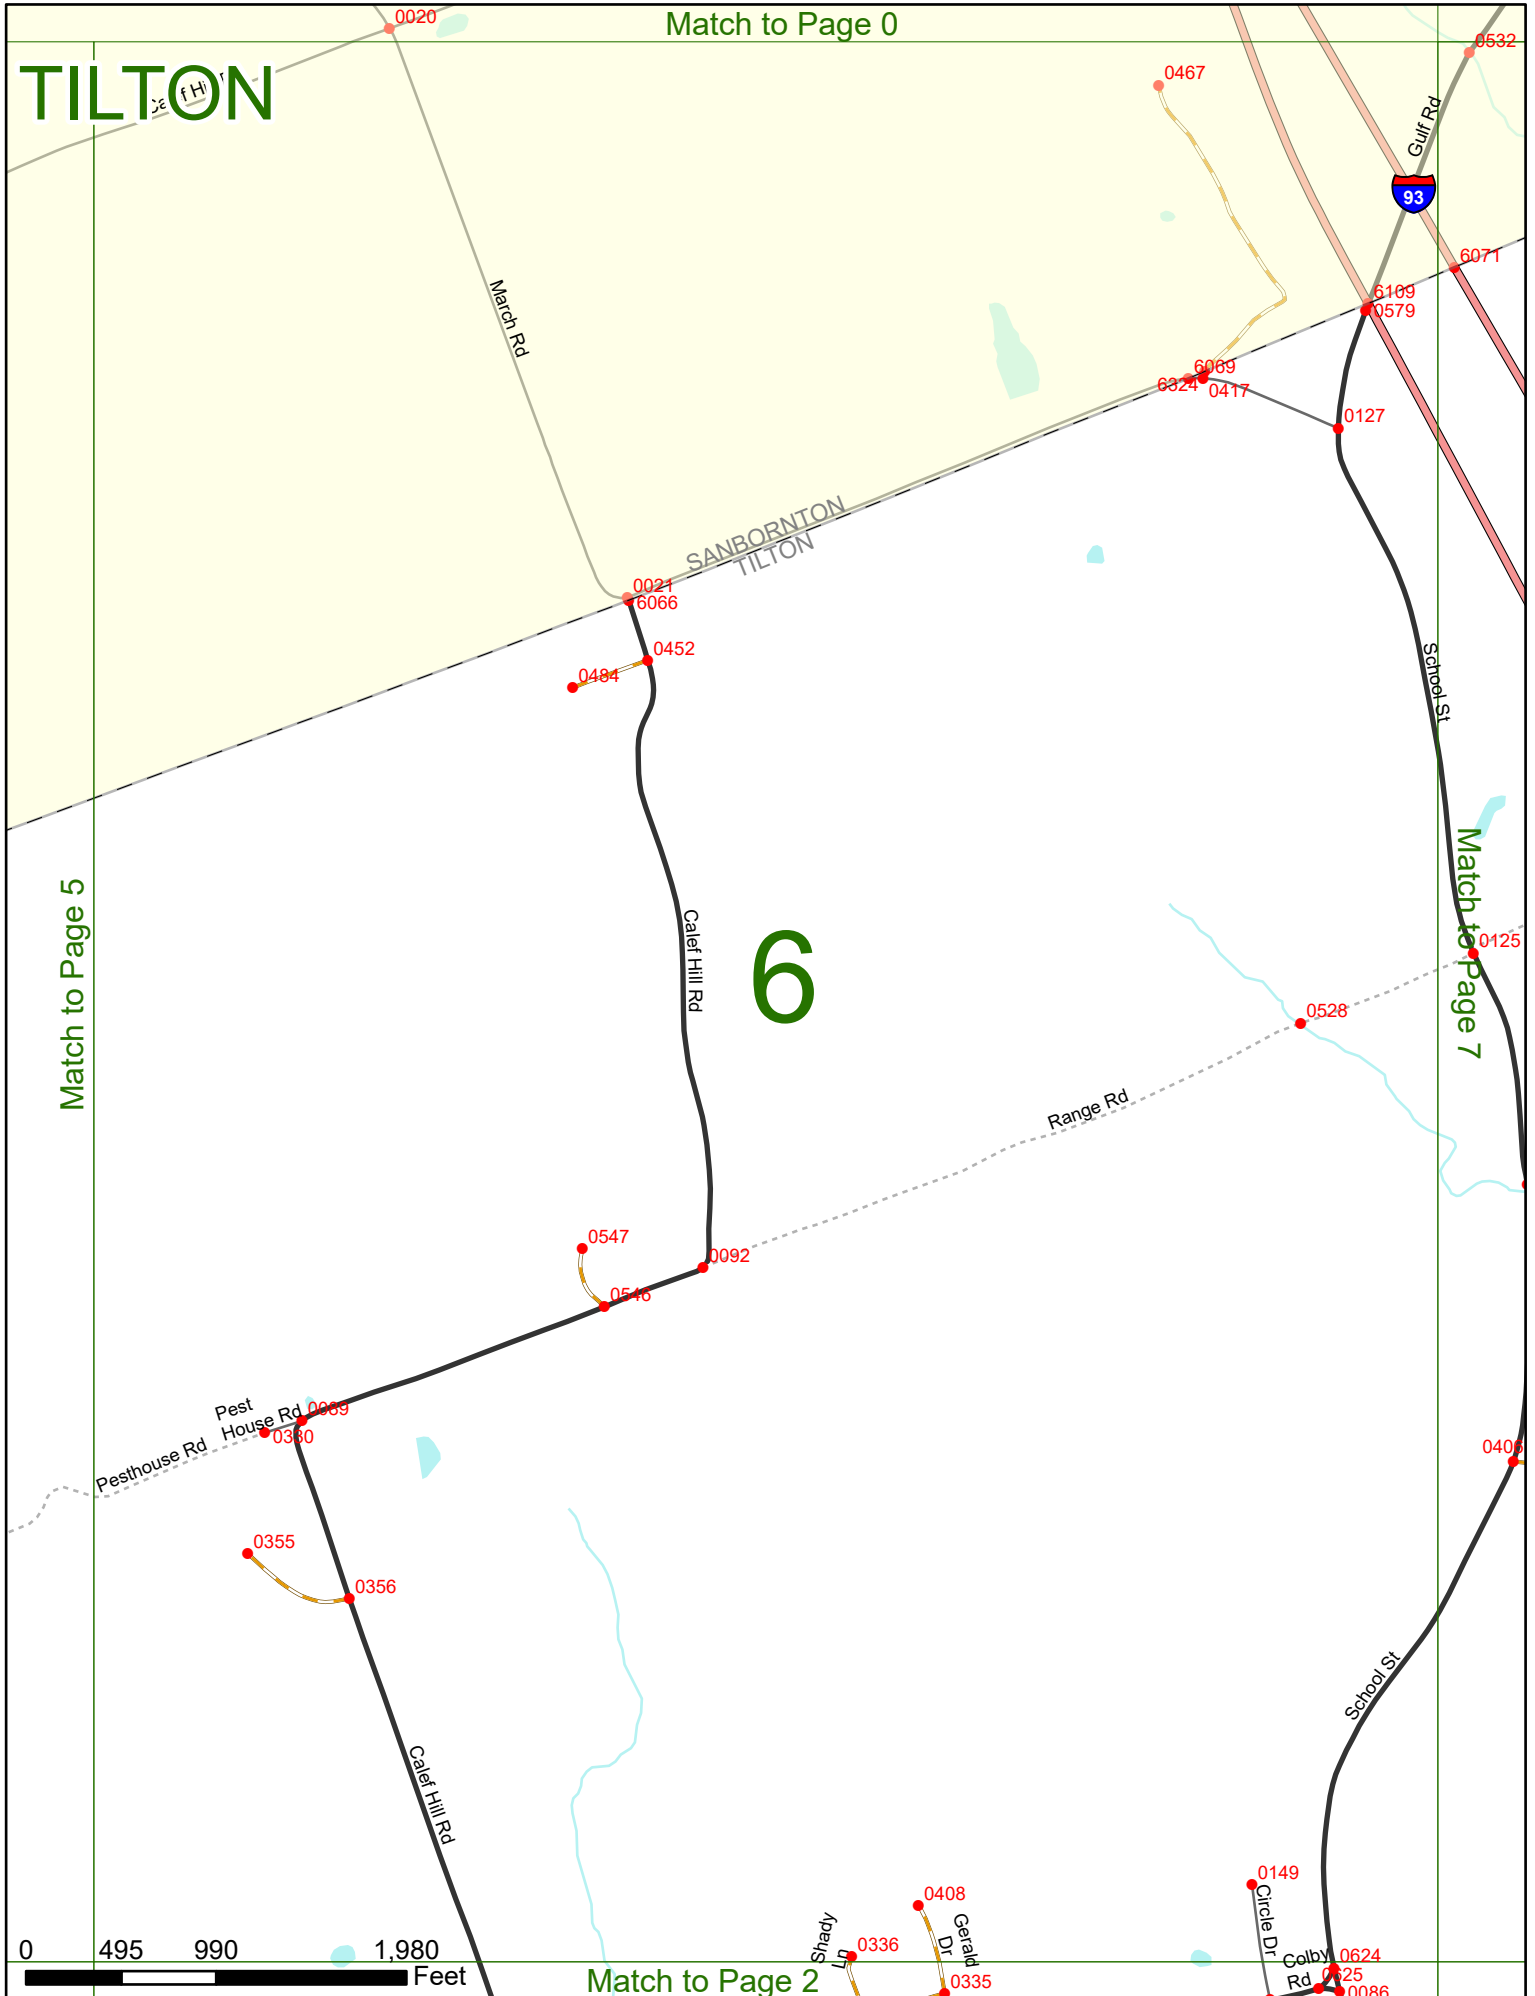 Match to Page 0
0020
0532
TILTON
Calef Hill
0467
Gulf Rd
93
6071
March Rd
6109
0579
6069
6324
0417
0127
SANBORNTON
TILTON
0021
6066
0452
0484
School St
Match to Page 5
Calef Hill Rd
6
Match to Page 7
0125
0528
Range Rd
0547
0092
0546
Pest
House Rd
0089
0330
Pesthouse Rd
0406
0355
0356
School St
Calef Hill Rd
0149
Circle Dr
0408
Gerald
Dr
Shady
Ln
0336
0335
Colby
Rd
0624
0625
0086
0 495 990 1,980
Feet
Match to Page 2